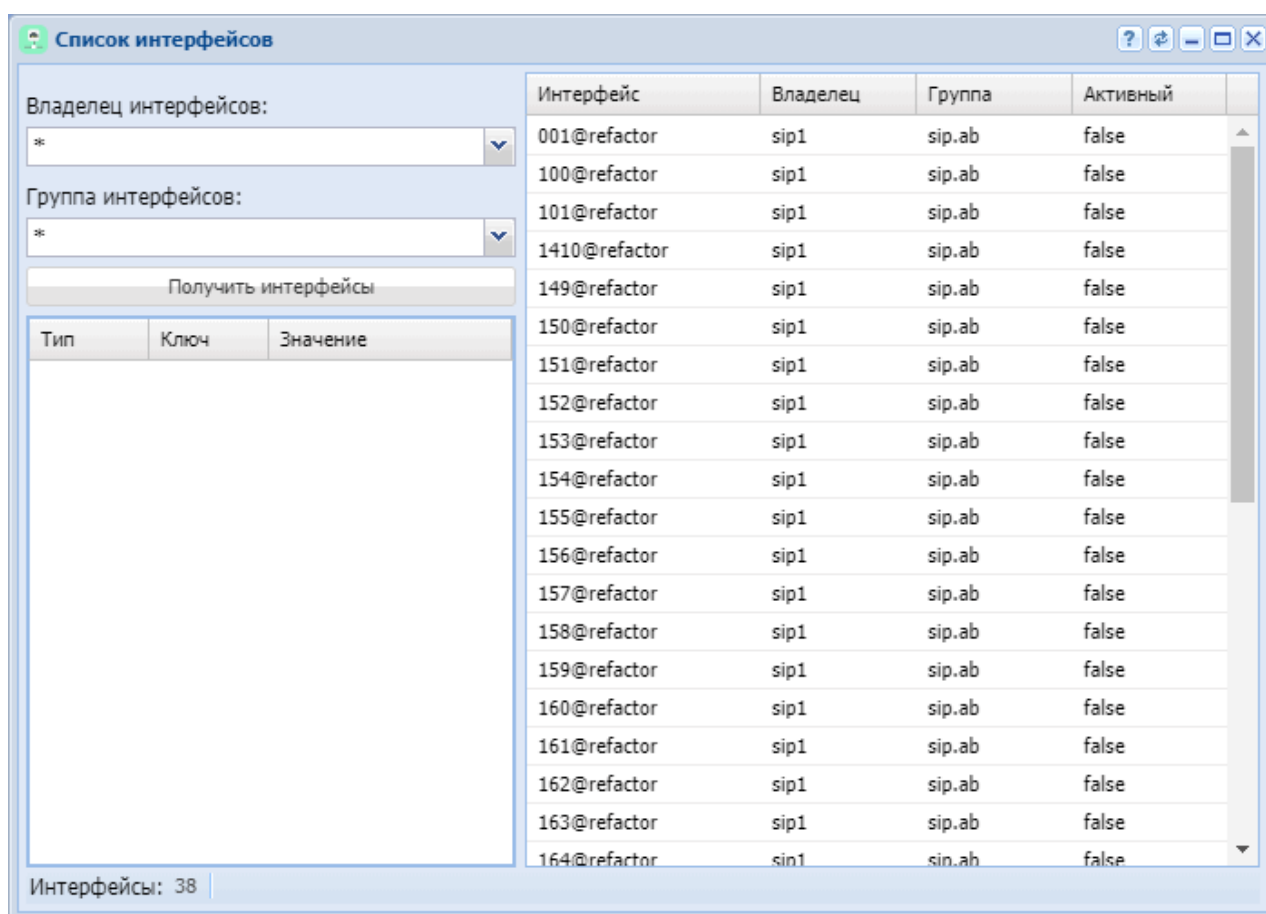 Список интерфейсов
Владелец интерфейсов:
*
Группа интерфейсов:
*
Получить интерфейсы
Тип Ключ Значение
Интерфейс Владелец Группа Активный
001@refactor sip1 sip.ab false
100@refactor sip1 sip.ab false
101@refactor sip1 sip.ab false
1410@refactor sip1 sip.ab false
149@refactor sip1 sip.ab false
150@refactor sip1 sip.ab false
151@refactor sip1 sip.ab false
152@refactor sip1 sip.ab false
153@refactor sip1 sip.ab false
154@refactor sip1 sip.ab false
155@refactor sip1 sip.ab false
156@refactor sip1 sip.ab false
157@refactor sip1 sip.ab false
158@refactor sip1 sip.ab false
159@refactor sip1 sip.ab false
160@refactor sip1 sip.ab false
161@refactor sip1 sip.ab false
162@refactor sip1 sip.ab false
163@refactor sip1 sip.ab false
164@refactor sip1 sip.ab false
Интерфейсы: 38